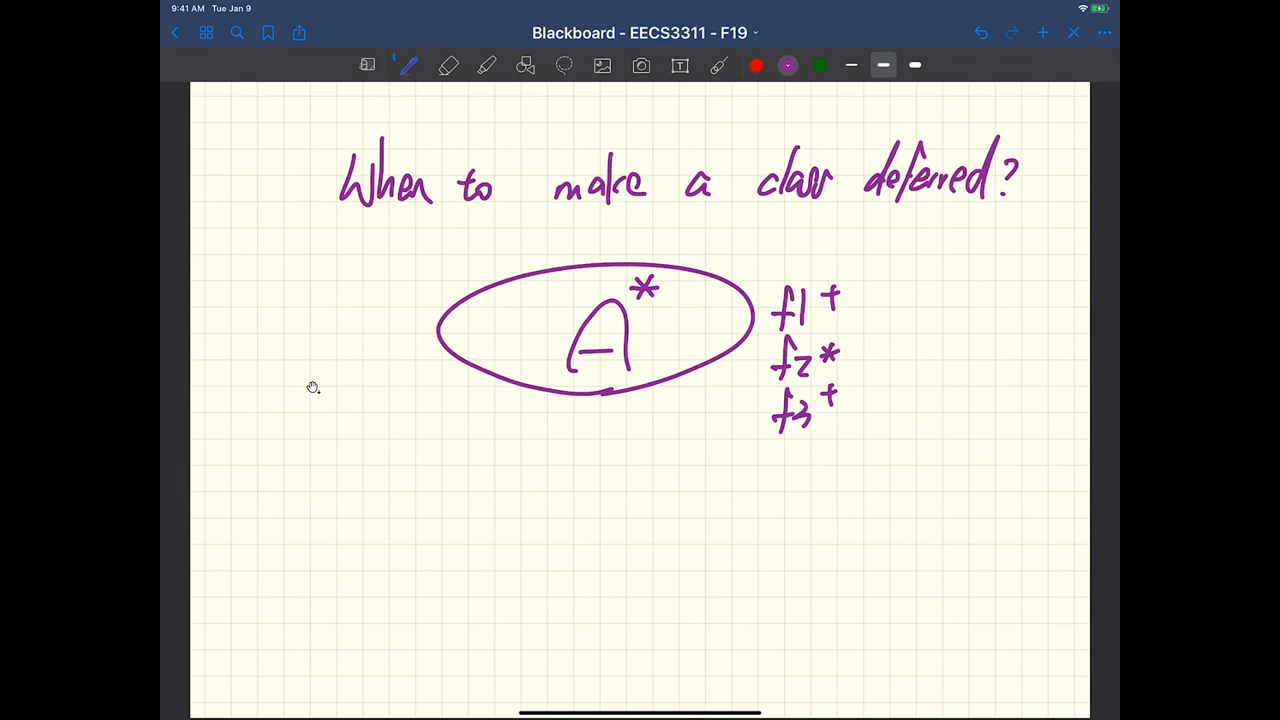 9:41 AM Tue Jan 9
Blackboard - EECS3311 - F19
When to make a class deferred?
A*
f1+
f2*
f3+